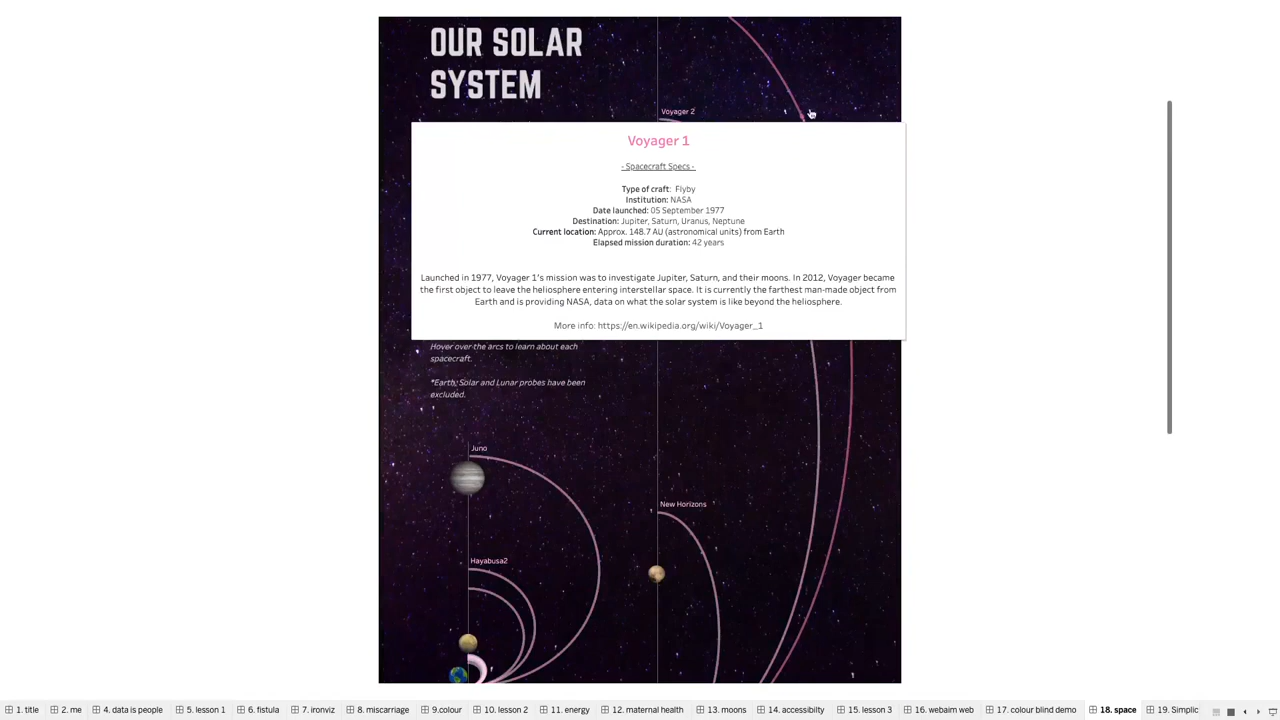 OUR SOLAR
SYSTEM
Voyager 2
Voyager 1
- Spacecraft Specs -
Type of craft: Flyby
Institution: NASA
Date launched: 05 September 1977
Destination: Jupiter, Saturn, Uranus, Neptune
Current location: Approx. 148.7 AU (astronomical units) from Earth
Elapsed mission duration: 42 years
Launched in 1977, Voyager 1's mission was to investigate Jupiter, Saturn, and their moons. In 2012, Voyager became
the first object to leave the heliosphere entering interstellar space. It is currently the farthest man-made object from
Earth and is providing NASA, data on what the solar system is like beyond the heliosphere.
More info: https://en.wikipedia.org/wiki/Voyager_1
Hover over the arcs to learn about each
spacecraft.
*Earth, Solar and Lunar probes have been
excluded.
Juno
New Horizons
Hayabusa2
1. title 2. me 4. data is people 5. lesson 1 6. fistula 7. ironviz 8. miscarriage 9.colour 10. lesson 2 11. energy 12. maternal health 13. moons 14. accessibilty 15. lesson 3 16. webaim web 17. colour blind demo 18. space 19. Simplic